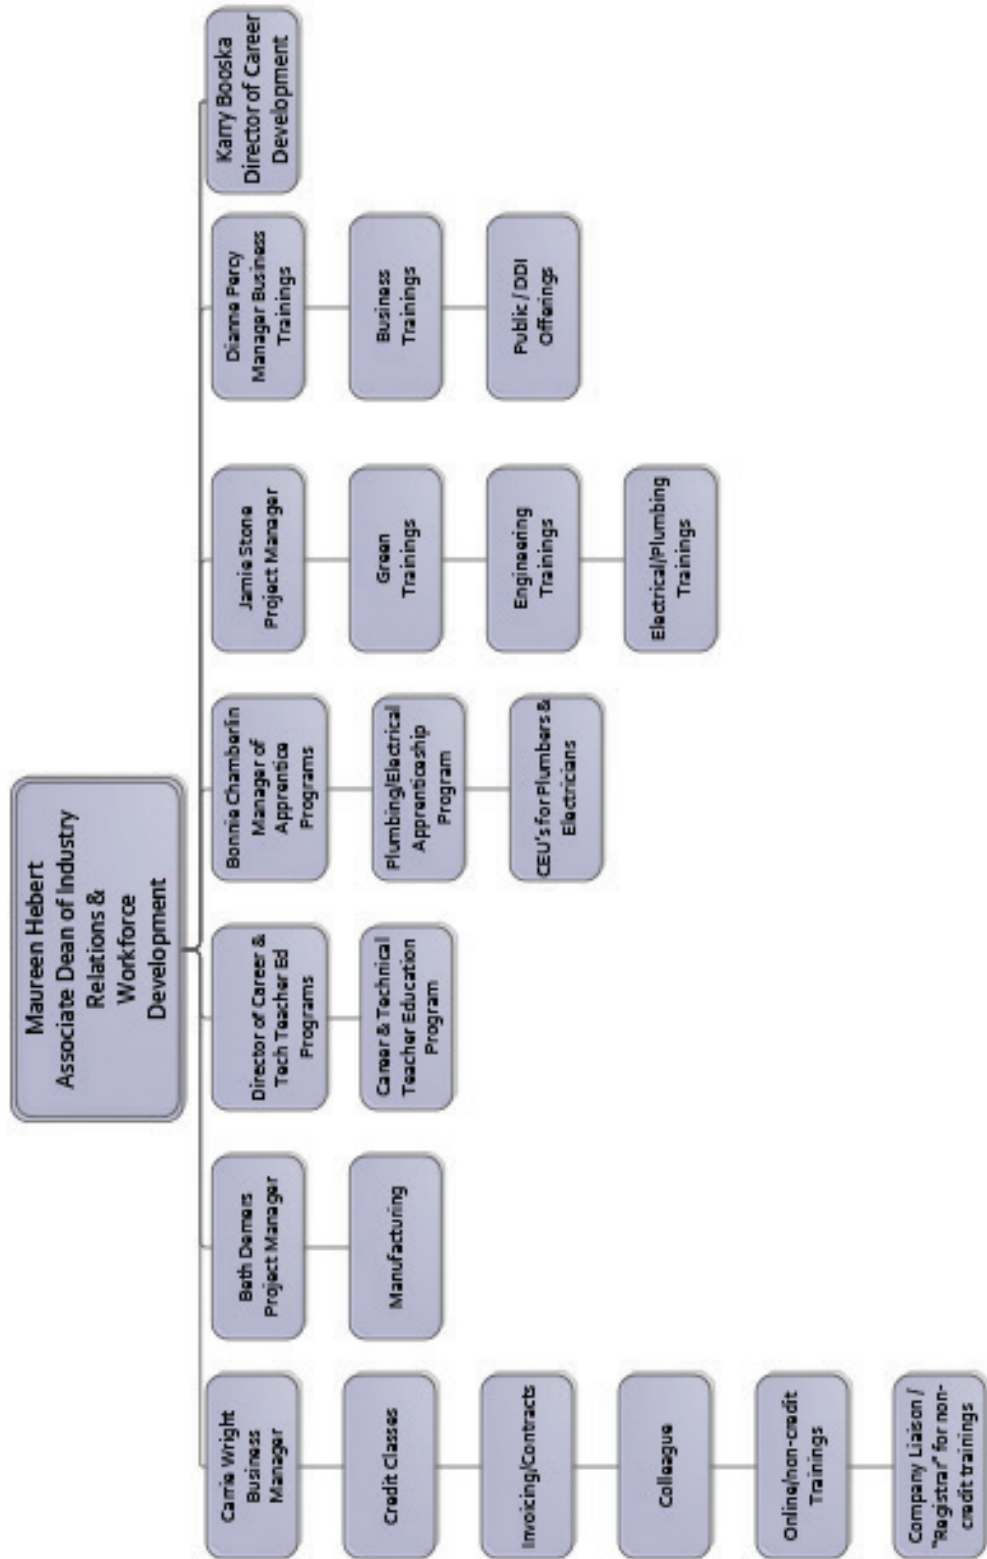 Maureen Hebert
Associate Dean of Industry
Relations &
Workforce
Development
Carrie Wright
Business
Manager
Credit Classes
Invoicing/Contracts
Colleague
Online/non-credit
Trainings
Company Liaison /
"Registrar" for non-
credit trainings
Beth Demers
Project Manager
Manufacturing
Director of Career &
Tech Teacher Ed
Programs
Career & Technical
Teacher Education
Program
Bonnie Chamberlin
Manager of
Apprentice
Programs
Plumbing/Electrical
Apprenticeship
Program
CEU's for Plumbers &
Electricians
Jamie Stone
Project Manager
Green
Trainings
Engineering
Trainings
Electrical/Plumbing
Trainings
Dianne Percy
Manager Business
Trainings
Business
Trainings
Public / DDI
Offerings
Karry Booska
Director of Career
Development